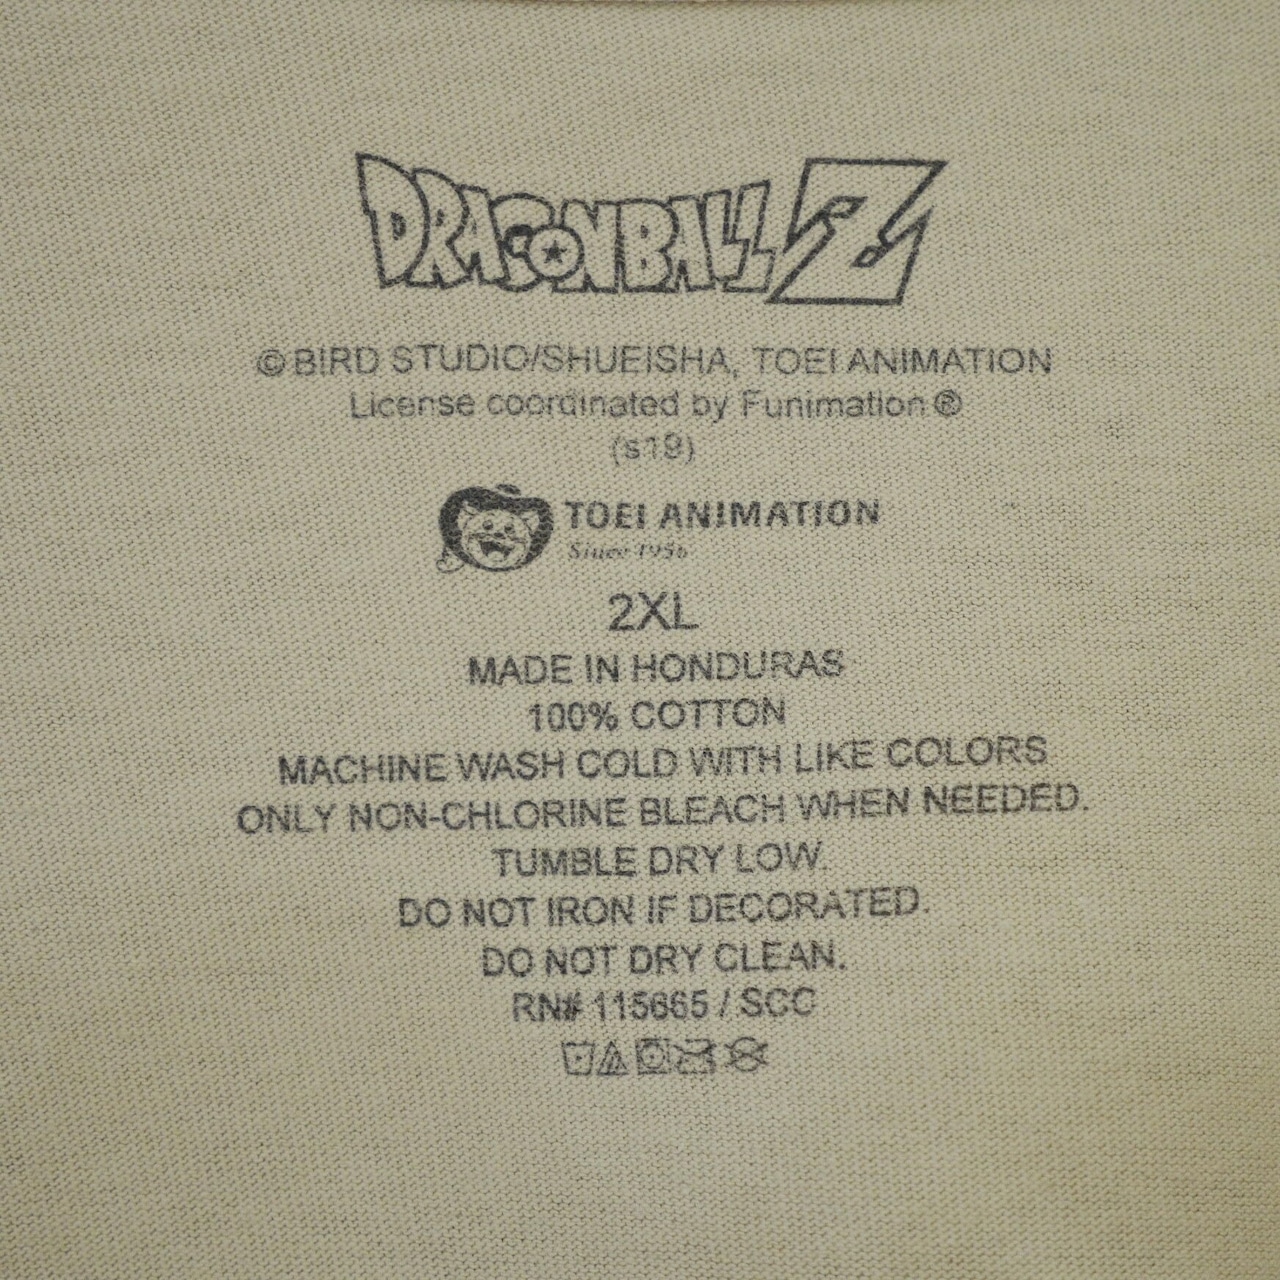 DRAGONBALL Z
© BIRD STUDIO/SHUEISHA, TOEI ANIMATION
License coordinated by Funimation®
(s19)
TOEI ANIMATION
Since 1956
2XL
MADE IN HONDURAS
100% COTTON
MACHINE WASH COLD WITH LIKE COLORS
ONLY NON-CHLORINE BLEACH WHEN NEEDED.
TUMBLE DRY LOW.
DO NOT IRON IF DECORATED.
DO NOT DRY CLEAN.
RN# 115665 / SCC